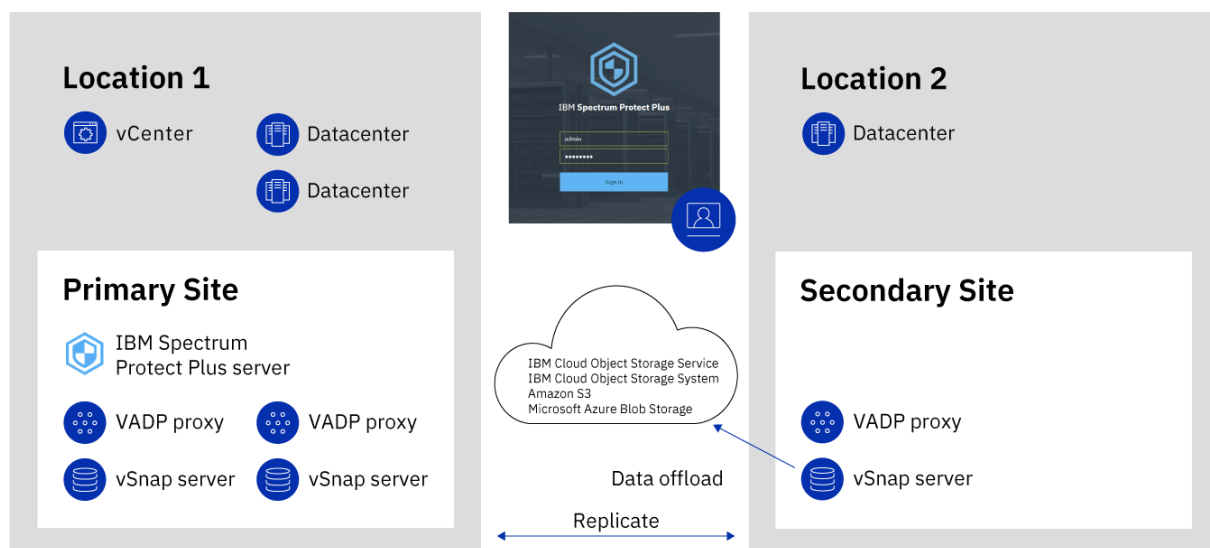 Location 1
vCenter
Datacenter
Datacenter
Primary Site
IBM Spectrum
Protect Plus server
VADP proxy
VADP proxy
vSnap server
vSnap server
IBM Spectrum Protect Plus
admin
Sign In
IBM Cloud Object Storage Service
IBM Cloud Object Storage System
Amazon S3
Microsoft Azure Blob Storage
Data offload
Replicate
Location 2
Datacenter
Secondary Site
VADP proxy
vSnap server